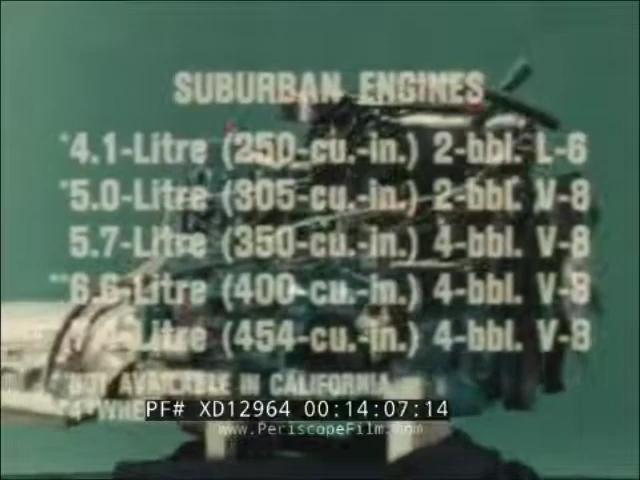 SUBURBAN ENGINES
*4.1-Litre (250-cu.-in.) 2-bbl. L-6
*5.0-Litre (305-cu.-in.) 2-bbl. V-8
5.7-Litre (350-cu.-in.) 4-bbl. V-8
**6.6-Litre (400-cu.-in.) 4-bbl. V-8
Litre (454-cu.-in.) 4-bbl. V-8
*NOT AVAILABLE IN CALIFORNIA
PF# XD12964 00:14:07:14
www.PeriscopeFilm.com